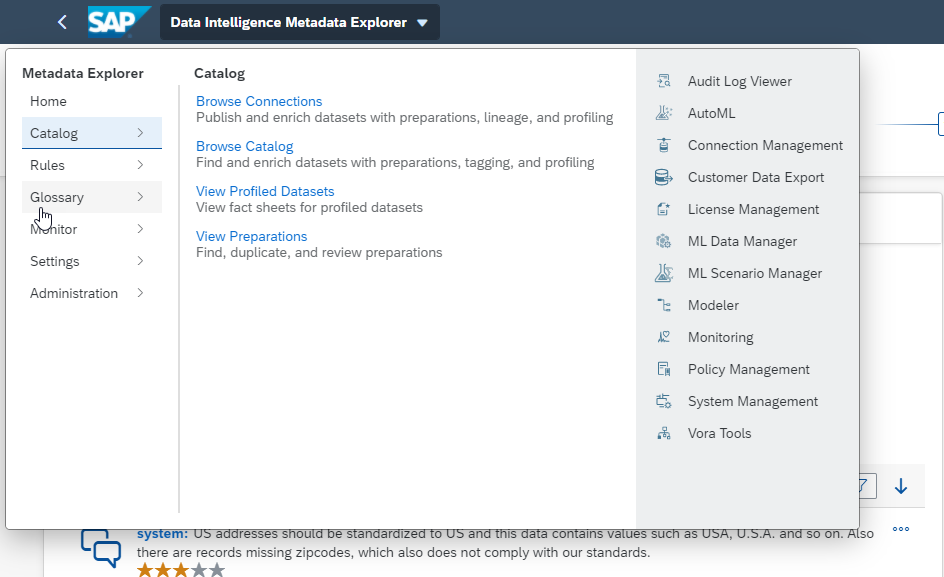 SAP
Data Intelligence Metadata Explorer
Metadata Explorer
Home
Catalog
Rules
Glossary
Monitor
Settings
Administration
Catalog
Browse Connections
Publish and enrich datasets with preparations, lineage, and profiling
Browse Catalog
Find and enrich datasets with preparations, tagging, and profiling
View Profiled Datasets
View fact sheets for profiled datasets
View Preparations
Find, duplicate, and review preparations
Audit Log Viewer
AutoML
Connection Management
Customer Data Export
License Management
ML Data Manager
ML Scenario Manager
Modeler
Monitoring
Policy Management
System Management
Vora Tools
system: US addresses should be standardized to US and this data contains values such as USA, U.S.A. and so on. Also
there are records missing zipcodes, which also does not comply with our standards.